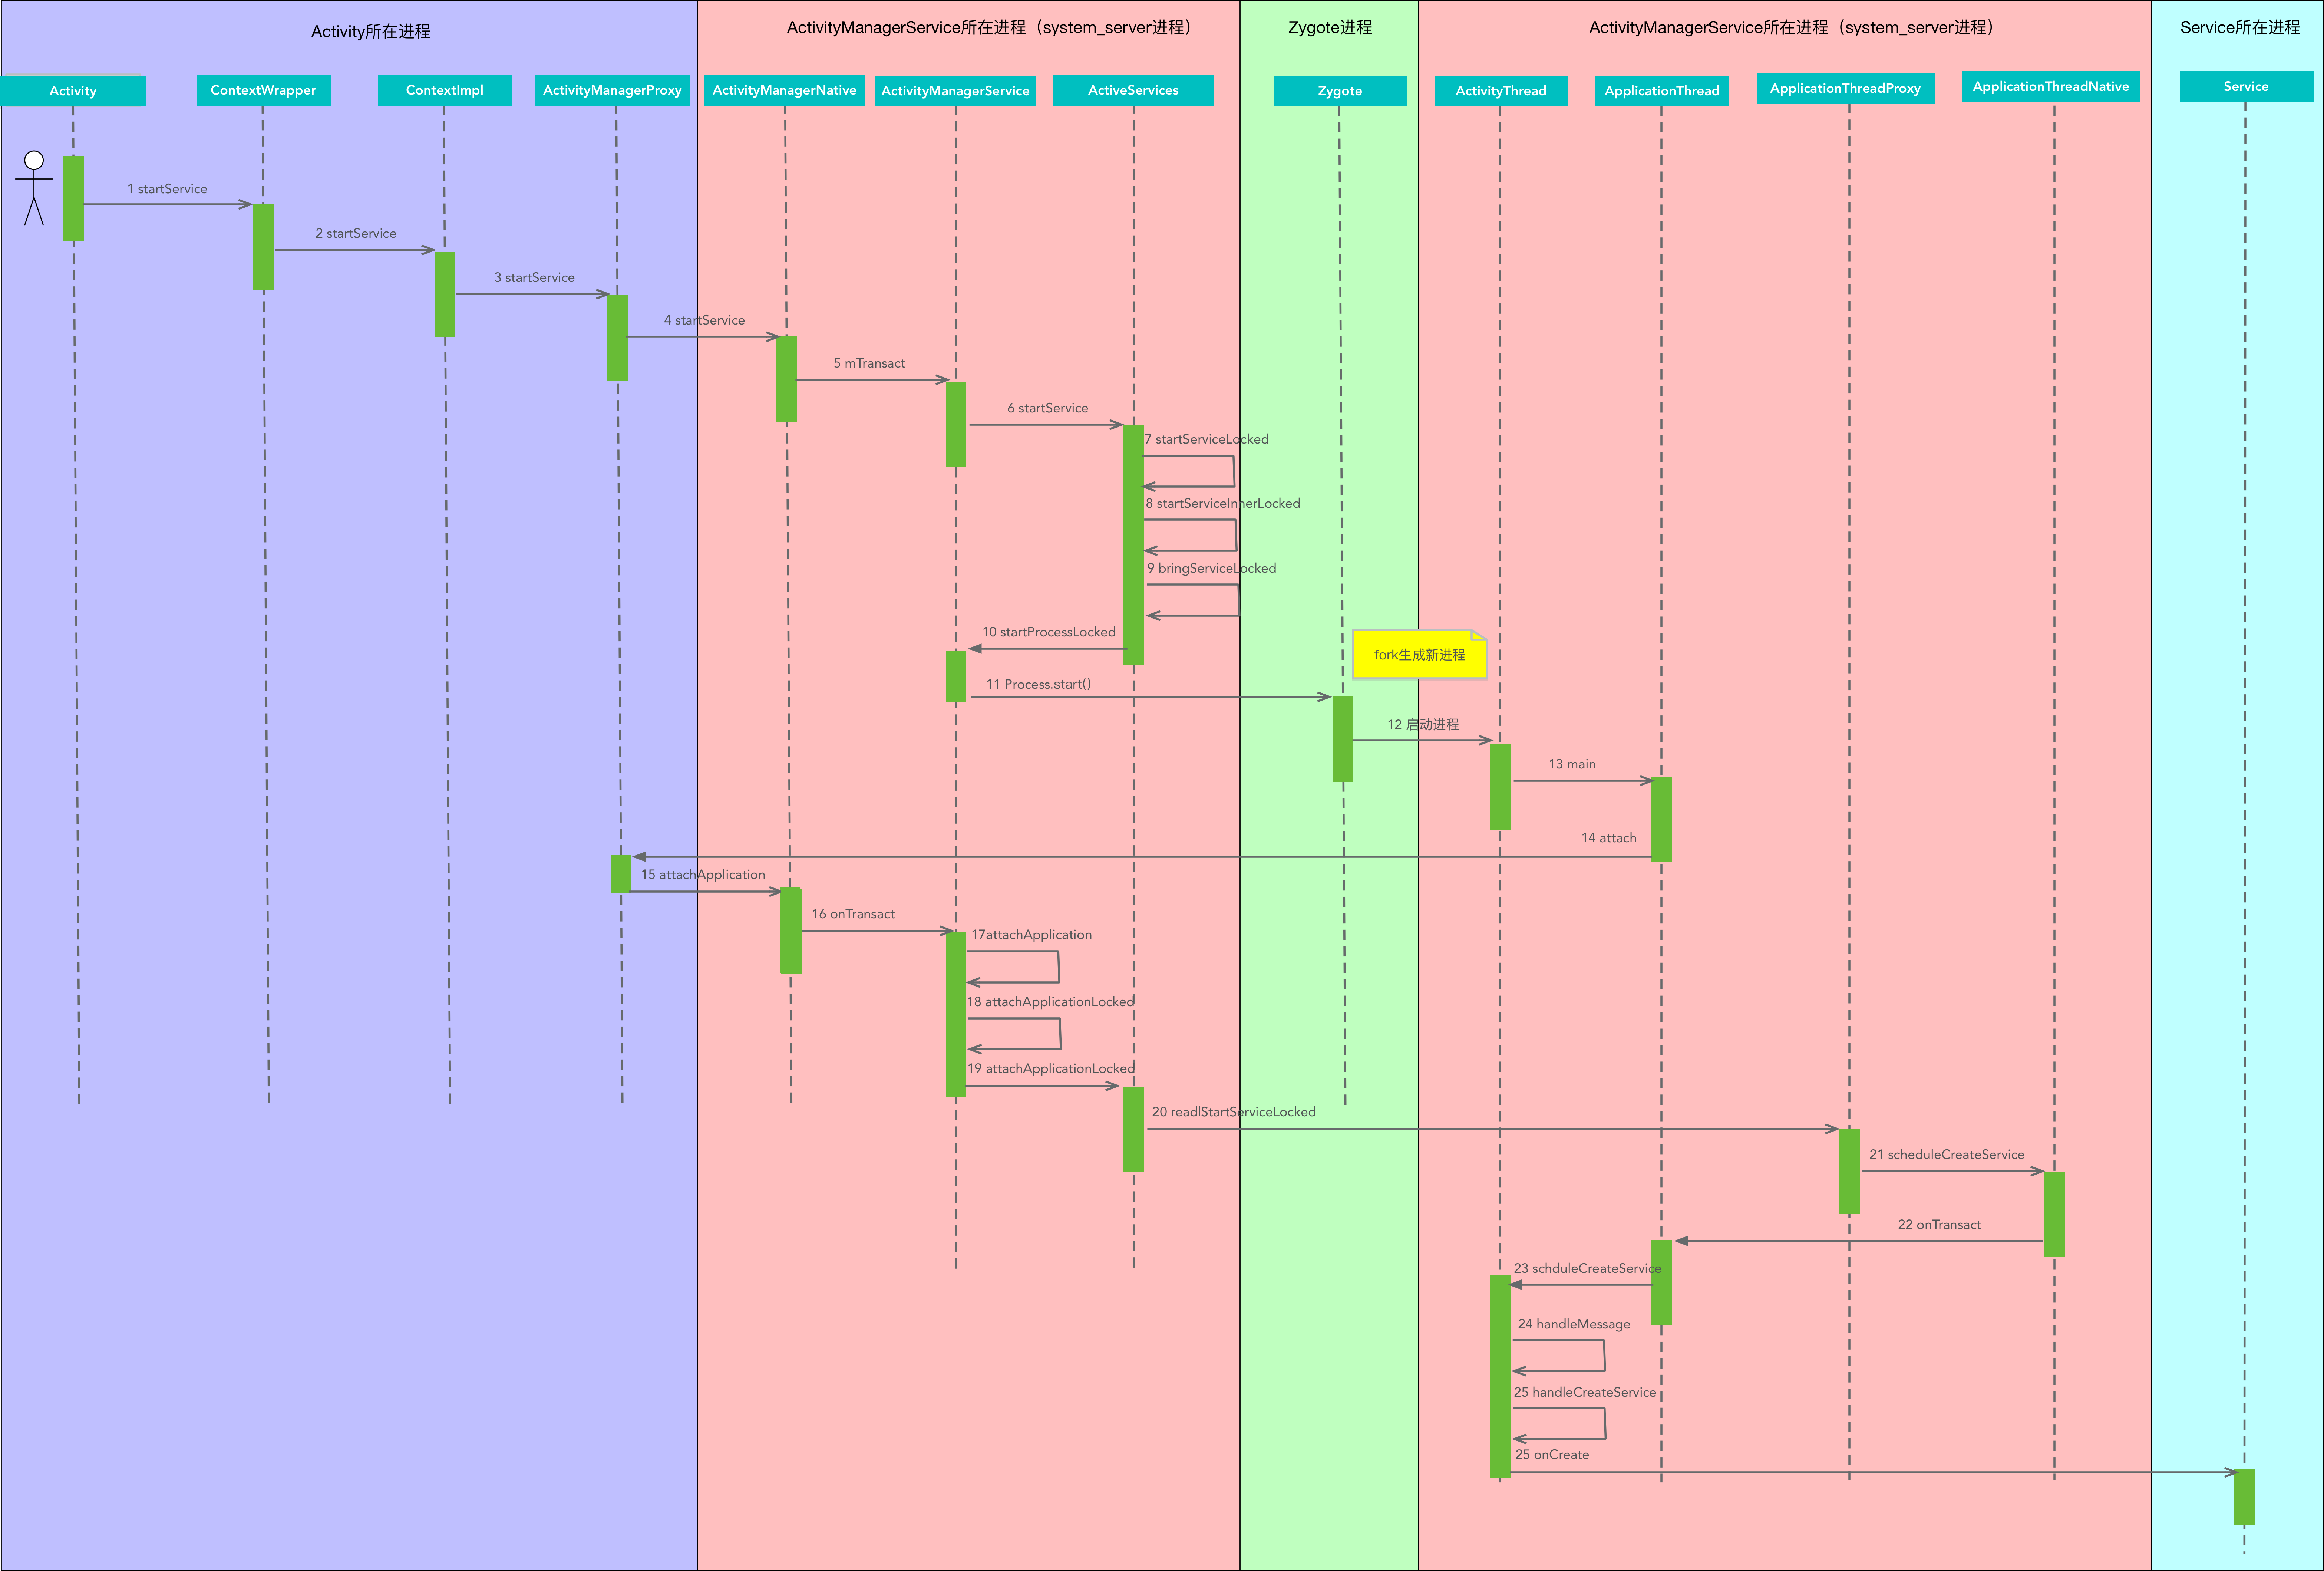 Activity所在进程
ActivityManagerService所在进程（system_server进程）
Zygote进程
ActivityManagerService所在进程（system_server进程）
Service所在进程
Activity
ContextWrapper
ContextImpl
ActivityManagerProxy
ActivityManagerNative
ActivityManagerService
ActiveServices
Zygote
ActivityThread
ApplicationThread
ApplicationThreadProxy
ApplicationThreadNative
Service
1 startService
2 startService
3 startService
4 startService
5 mTransact
6 startService
7 startServiceLocked
8 startServiceInnerLocked
9 bringServiceLocked
10 startProcessLocked
fork生成新进程
11 Process.start()
12 启动进程
13 main
14 attach
15 attachApplication
16 onTransact
17attachApplication
18 attachApplicationLocked
19 attachApplicationLocked
20 readlStartServiceLocked
21 scheduleCreateService
22 onTransact
23 schduleCreateService
24 handleMessage
25 handleCreateService
25 onCreate